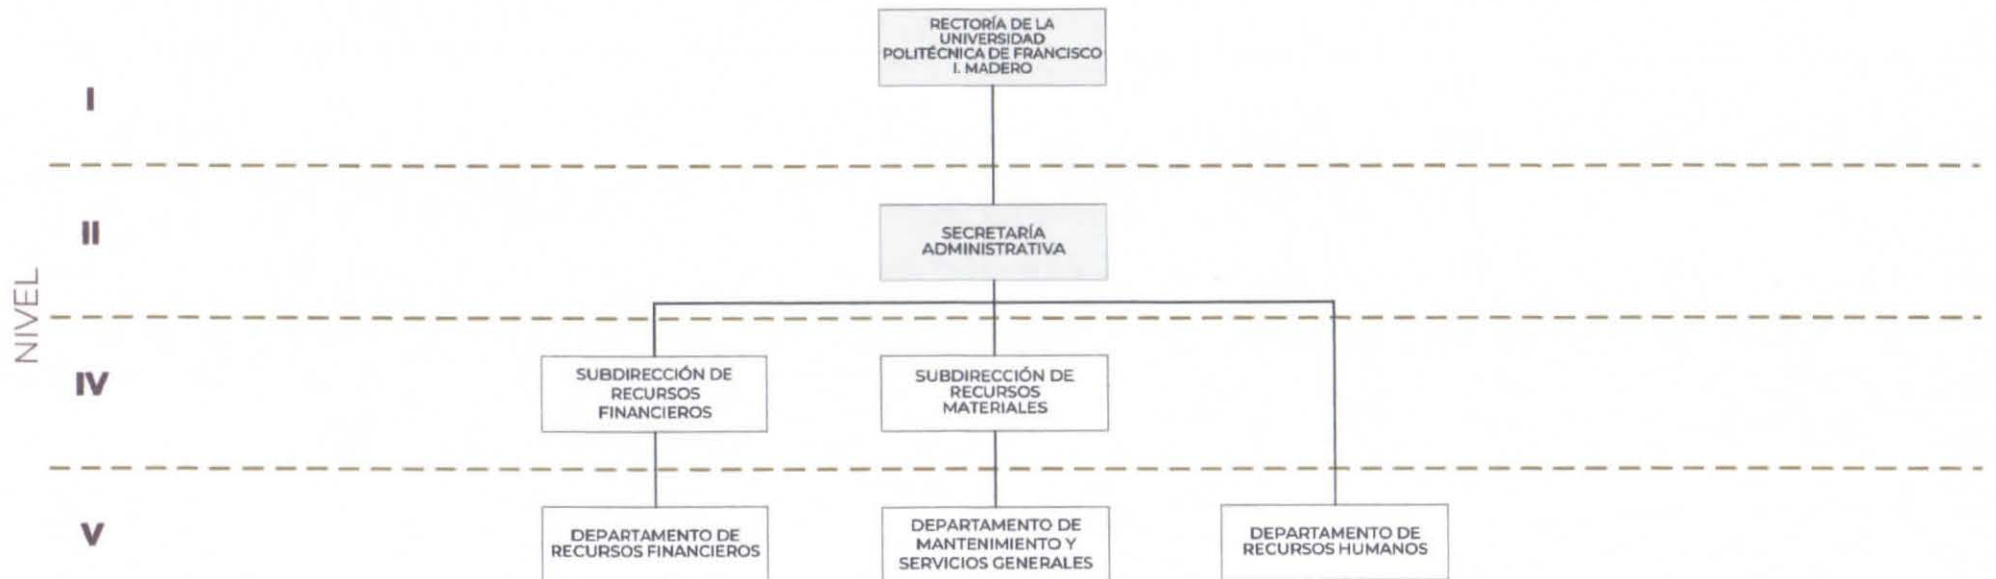 RECTORÍA DE LA
UNIVERSIDAD
POLITÉCNICA DE FRANCISCO
I. MADERO
I
SECRETARÍA
ADMINISTRATIVA
II
NIVEL
SUBDIRECCIÓN DE
RECURSOS
FINANCIEROS
SUBDIRECCIÓN DE
RECURSOS
MATERIALES
IV
DEPARTAMENTO DE
RECURSOS FINANCIEROS
DEPARTAMENTO DE
MANTENIMIENTO Y
SERVICIOS GENERALES
DEPARTAMENTO DE
RECURSOS HUMANOS
V